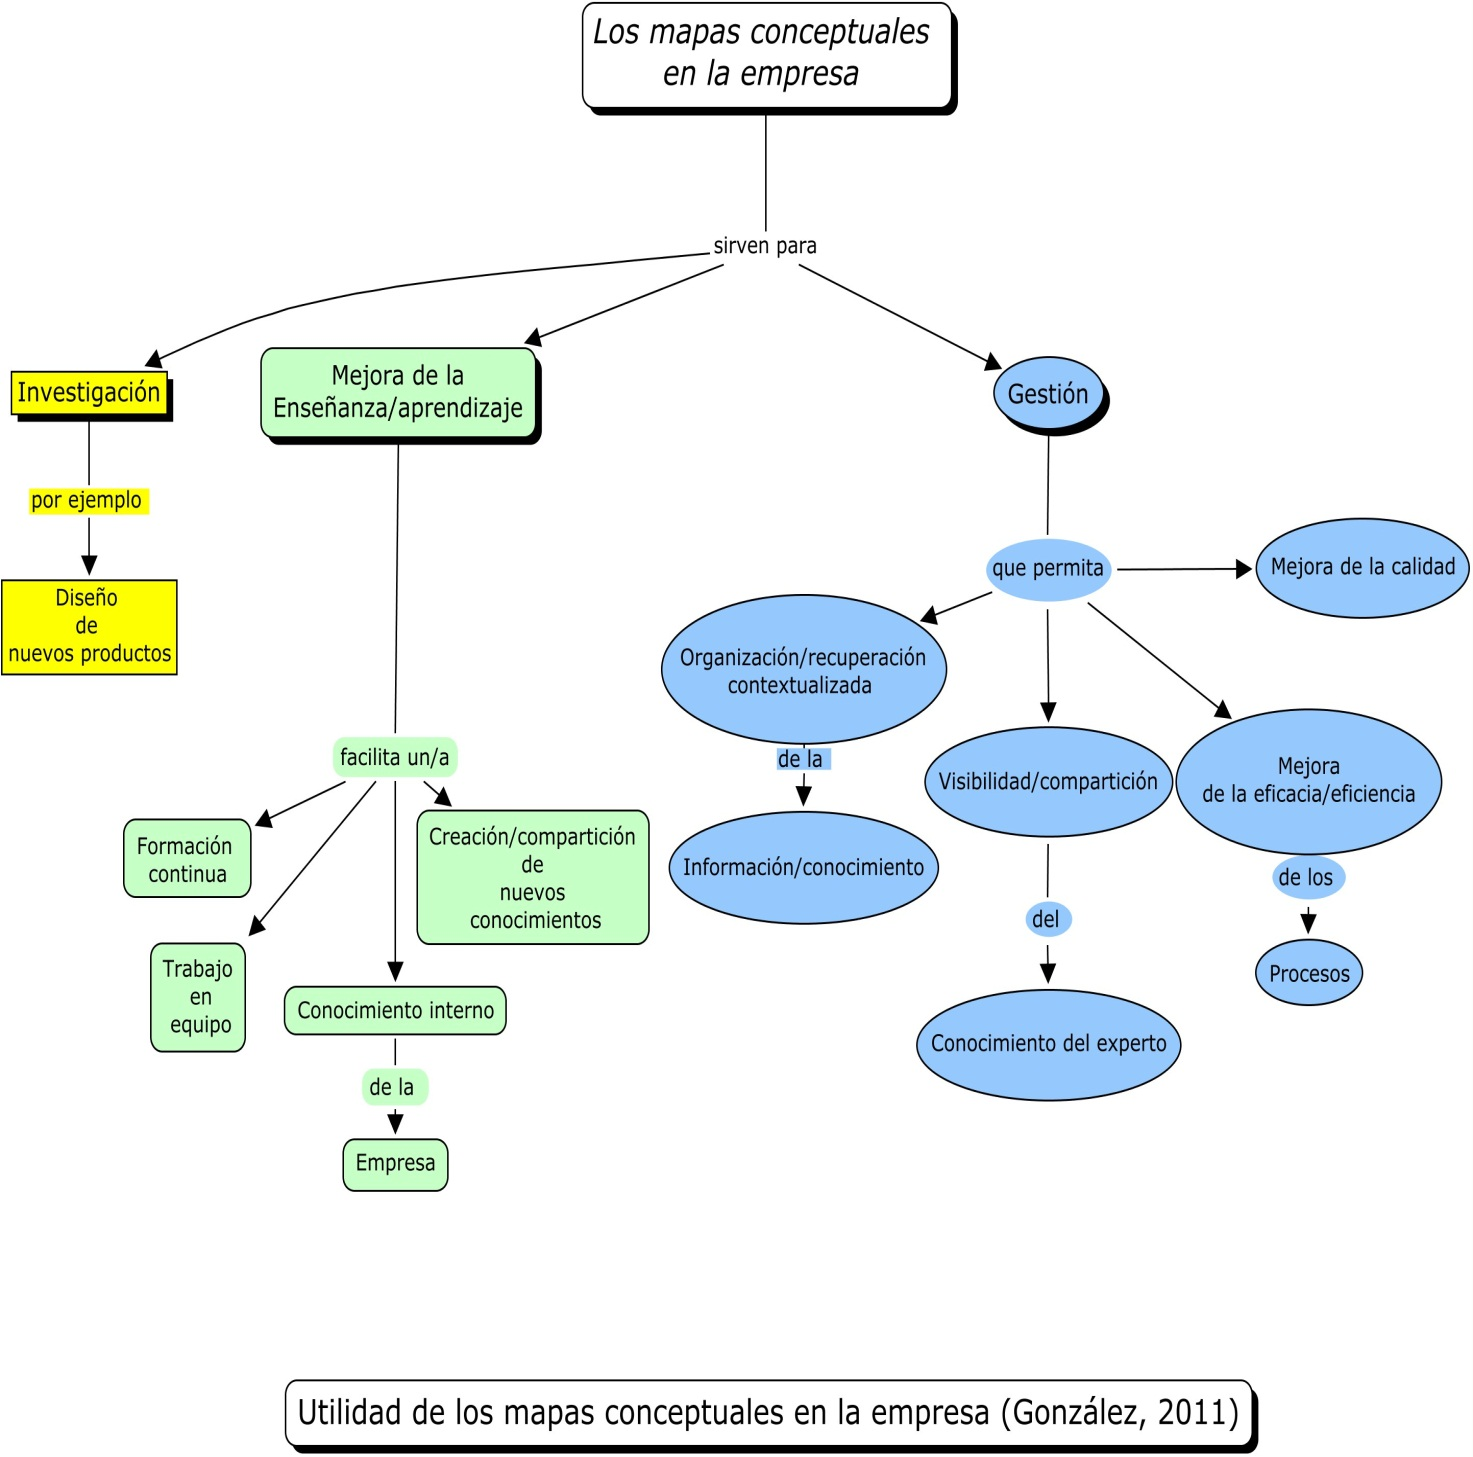 Los mapas conceptuales
en la empresa
sirven para
Investigación
por ejemplo
Diseño
de
nuevos productos
Mejora de la
Enseñanza/aprendizaje
facilita un/a
Formación
continua
Trabajo
en
equipo
Conocimiento interno
de la
Empresa
Creación/compartición
de
nuevos
conocimientos
Gestión
que permita
Organización/recuperación
contextualizada
de la
Información/conocimiento
Visibilidad/compartición
del
Conocimiento del experto
Mejora
de la eficacia/eficiencia
de los
Procesos
Mejora de la calidad
Utilidad de los mapas conceptuales en la empresa (González, 2011)